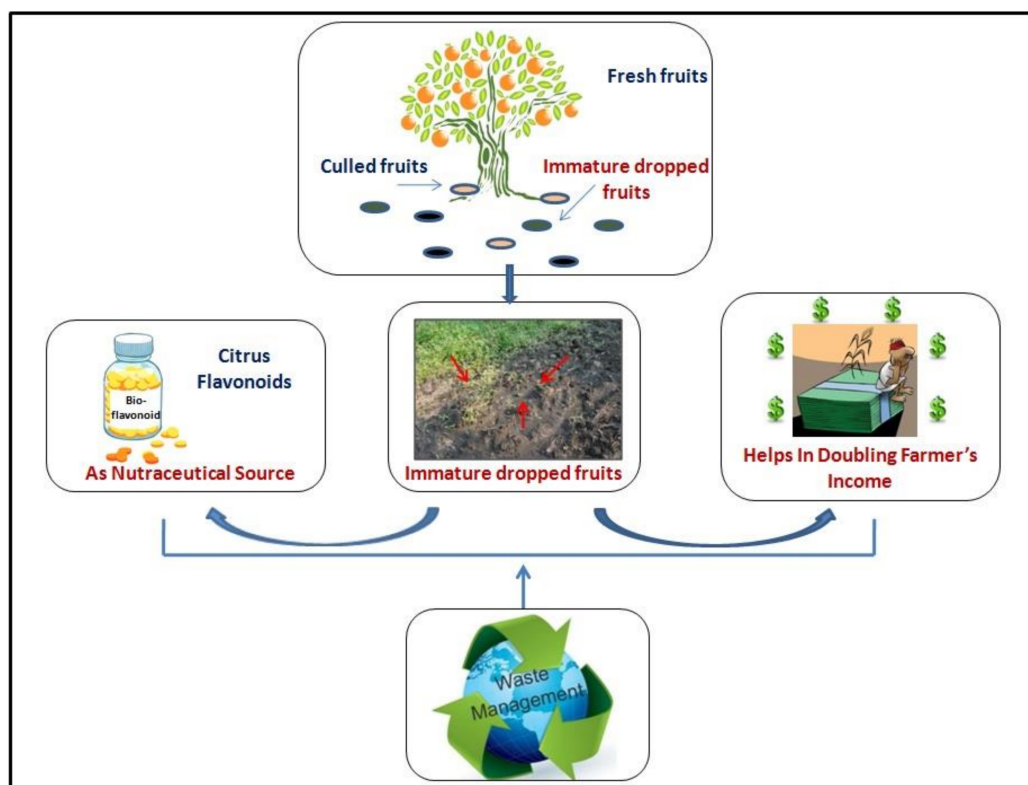 Fresh fruits
Culled fruits
Immature dropped
fruits
Citrus
Flavonoids
Bio-
flavonoid
As Nutraceutical Source
Immature dropped fruits
$ $ $ $ $ $
Helps In Doubling Farmer's
Income
Waste
Management